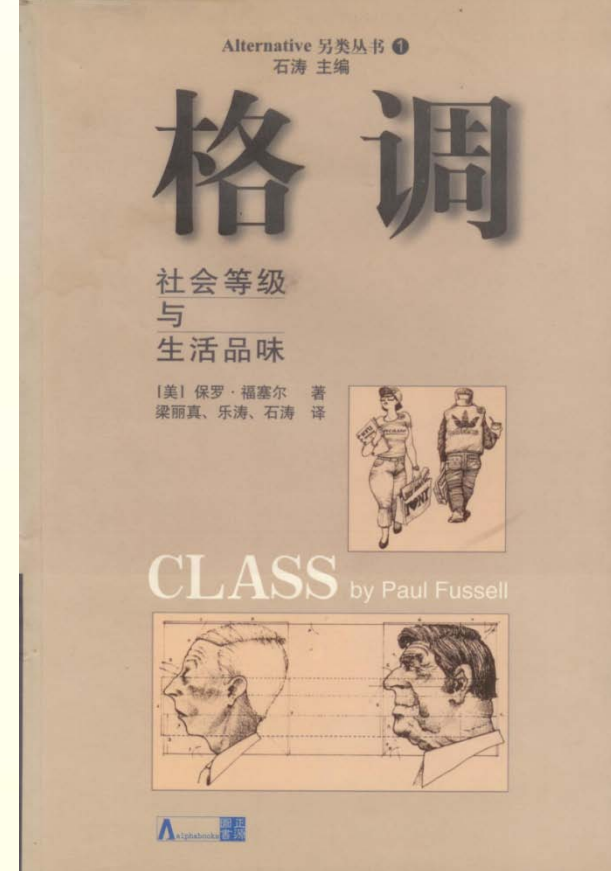 Alternative 另类丛书 1
石涛 主编
格调
社会等级
与
生活品味
[美] 保罗·福塞尔 著
梁丽真、乐涛、石涛 译
CLASS by Paul Fussell
alphabooks